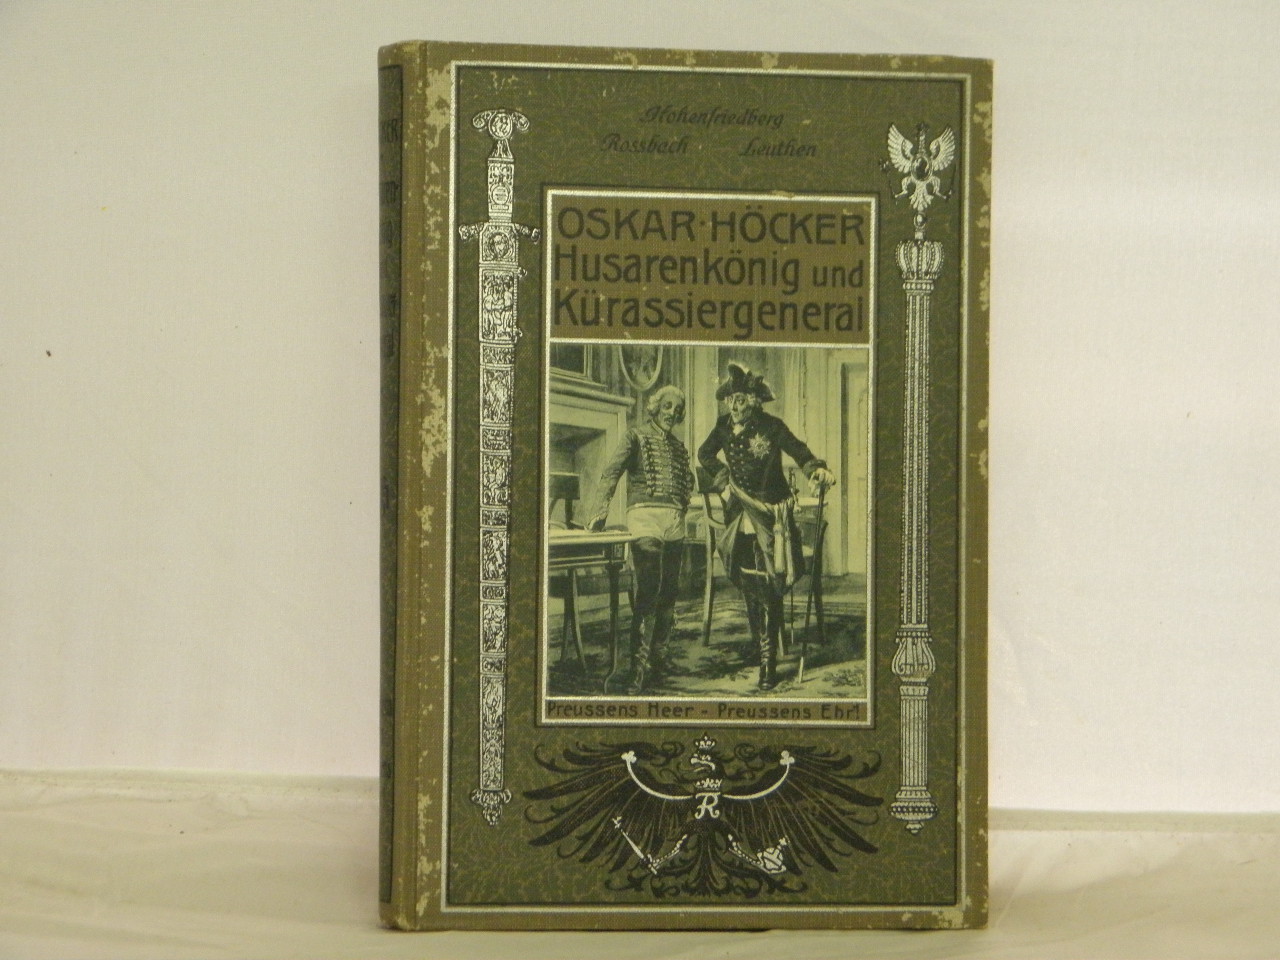 Hohenfriedberg
Rossbach Leuthen
OSKAR·HÖCKER
Husarenkönig und
Kürassiergeneral
Preussens Heer - Preussens Ehr!
R